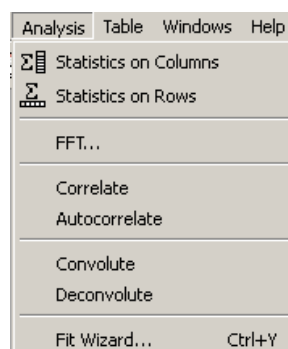 Analysis Table Windows Help
Statistics on Columns
Statistics on Rows
FFT...
Correlate
Autocorrelate
Convolute
Deconvolute
Fit Wizard... Ctrl+Y